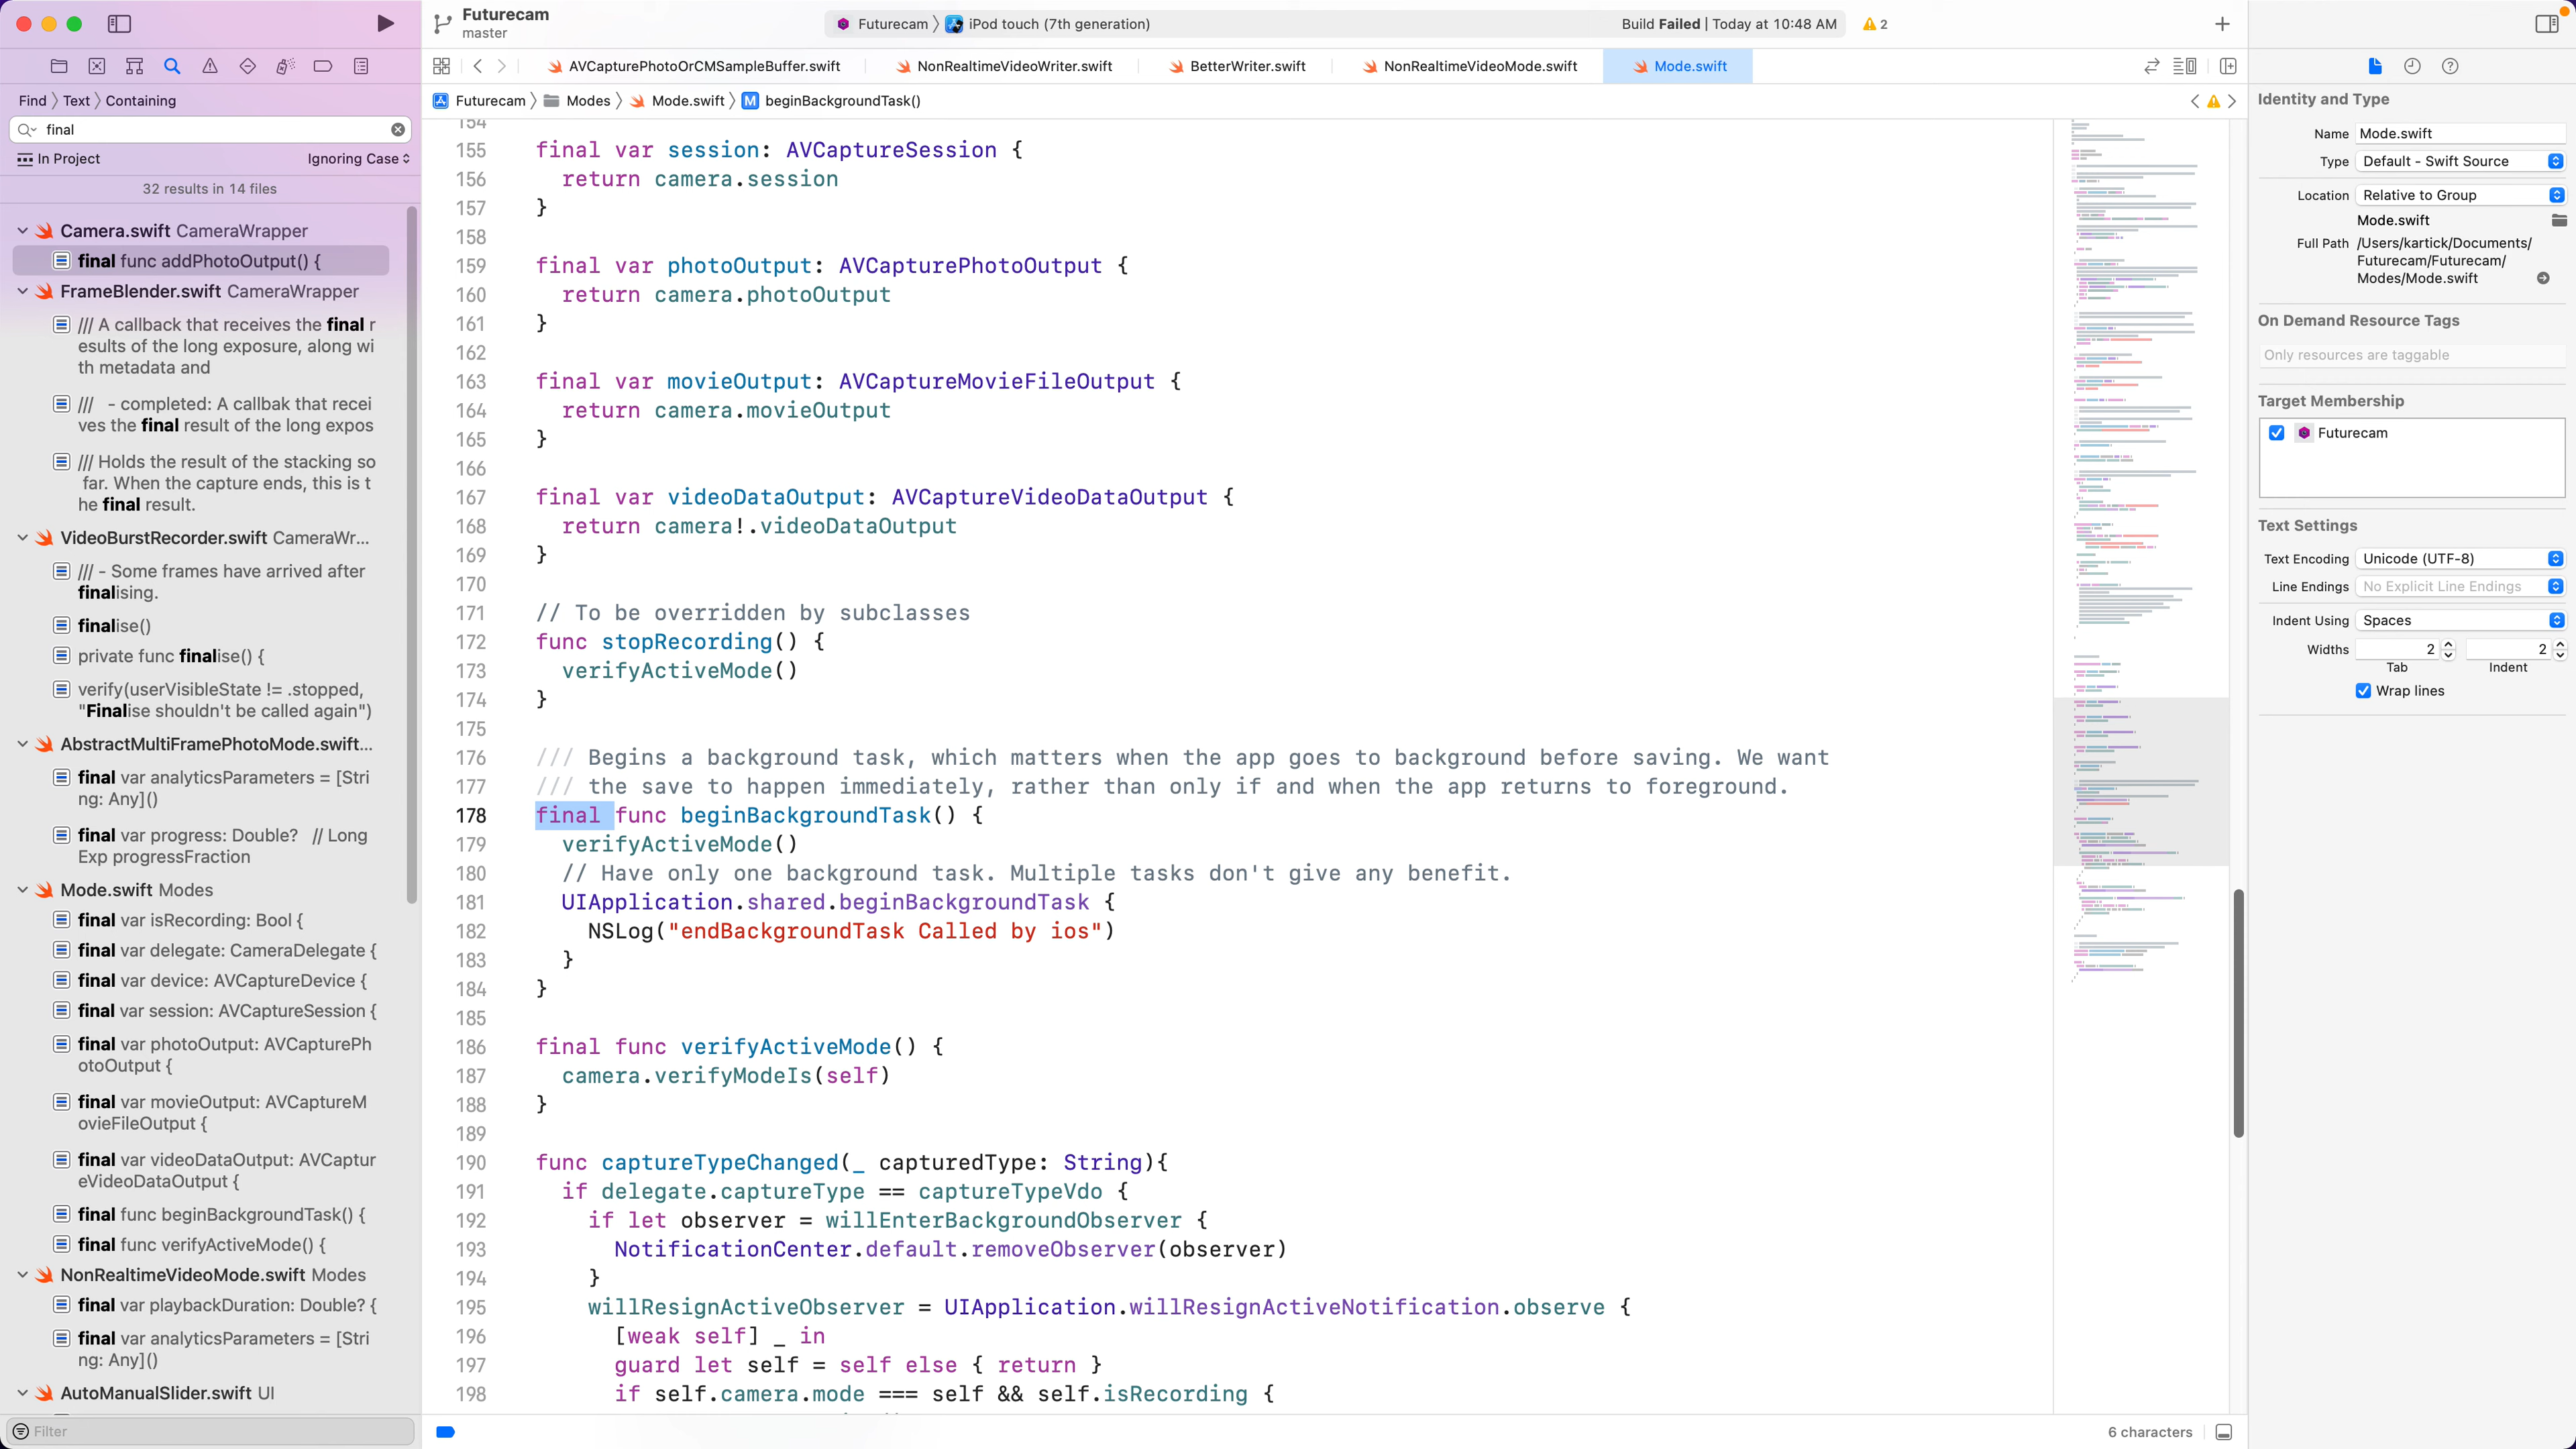 Futurecam
master
Futurecam 〉 iPod touch (7th generation)
Build Failed | Today at 10:48 AM
2
AVCapturePhotoOrCMSampleBuffer.swift
NonRealtimeVideoWriter.swift
BetterWriter.swift
NonRealtimeVideoMode.swift
Mode.swift
Find 〉 Text 〉 Containing
final
In Project
Ignoring Case
32 results in 14 files
Camera.swift CameraWrapper
final func addPhotoOutput() {
FrameBlender.swift CameraWrapper
/// A callback that receives the final r
esults of the long exposure, along wi
th metadata and
///   - completed: A callbak that recei
ves the final result of the long expos
/// Holds the result of the stacking so
far. When the capture ends, this is t
he final result.
VideoBurstRecorder.swift CameraWr...
/// - Some frames have arrived after
finalising.
finalise()
private func finalise() {
verify(userVisibleState != .stopped,
"Finalise shouldn't be called again")
AbstractMultiFramePhotoMode.swift...
final var analyticsParameters = [Stri
ng: Any]()
final var progress: Double?   // Long
Exp progressFraction
Mode.swift Modes
final var isRecording: Bool {
final var delegate: CameraDelegate {
final var device: AVCaptureDevice {
final var session: AVCaptureSession {
final var photoOutput: AVCapturePh
otoOutput {
final var movieOutput: AVCaptureM
ovieFileOutput {
final var videoDataOutput: AVCaptur
eVideoDataOutput {
final func beginBackgroundTask() {
final func verifyActiveMode() {
NonRealtimeVideoMode.swift Modes
final var playbackDuration: Double? {
final var analyticsParameters = [Stri
ng: Any]()
AutoManualSlider.swift UI
Filter
Futurecam 〉 Modes 〉 Mode.swift 〉 M beginBackgroundTask()
154
155 final var session: AVCaptureSession {
156   return camera.session
157 }
158
159 final var photoOutput: AVCapturePhotoOutput {
160   return camera.photoOutput
161 }
162
163 final var movieOutput: AVCaptureMovieFileOutput {
164   return camera.movieOutput
165 }
166
167 final var videoDataOutput: AVCaptureVideoDataOutput {
168   return camera!.videoDataOutput
169 }
170
171 // To be overridden by subclasses
172 func stopRecording() {
173   verifyActiveMode()
174 }
175
176 /// Begins a background task, which matters when the app goes to background before saving. We want
177 /// the save to happen immediately, rather than only if and when the app returns to foreground.
178 final func beginBackgroundTask() {
179   verifyActiveMode()
180   // Have only one background task. Multiple tasks don't give any benefit.
181   UIApplication.shared.beginBackgroundTask {
182     NSLog("endBackgroundTask Called by ios")
183   }
184 }
185
186 final func verifyActiveMode() {
187   camera.verifyModeIs(self)
188 }
189
190 func captureTypeChanged(_ capturedType: String){
191   if delegate.captureType == captureTypeVdo {
192     if let observer = willEnterBackgroundObserver {
193       NotificationCenter.default.removeObserver(observer)
194     }
195     willResignActiveObserver = UIApplication.willResignActiveNotification.observe {
196       [weak self] _ in
197       guard let self = self else { return }
198       if self.camera.mode === self && self.isRecording {
6 characters
Identity and Type
Name Mode.swift
Type Default - Swift Source
Location Relative to Group
Mode.swift
Full Path /Users/kartick/Documents/
Futurecam/Futurecam/
Modes/Mode.swift
On Demand Resource Tags
Only resources are taggable
Target Membership
Futurecam
Text Settings
Text Encoding Unicode (UTF-8)
Line Endings No Explicit Line Endings
Indent Using Spaces
Widths 2 2
Tab Indent
Wrap lines